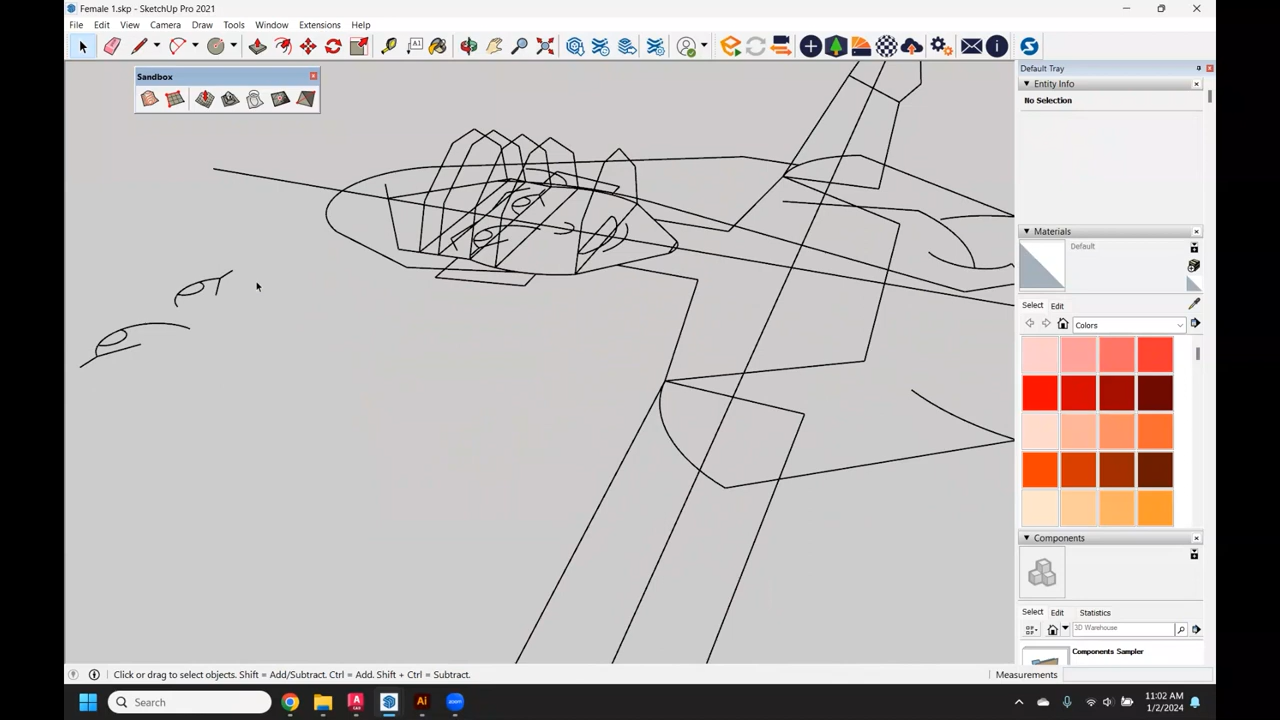 Female 1.skp - SketchUp Pro 2021
File Edit View Camera Draw Tools Window Extensions Help
Sandbox
Default Tray
Entity Info
No Selection
Materials
Default
Select Edit
Colors
Components
Select Edit Statistics
3D Warehouse
Components Sampler
Click or drag to select objects. Shift = Add/Subtract. Ctrl = Add. Shift + Ctrl = Subtract.
Measurements
Search
11:02 AM
1/2/2024